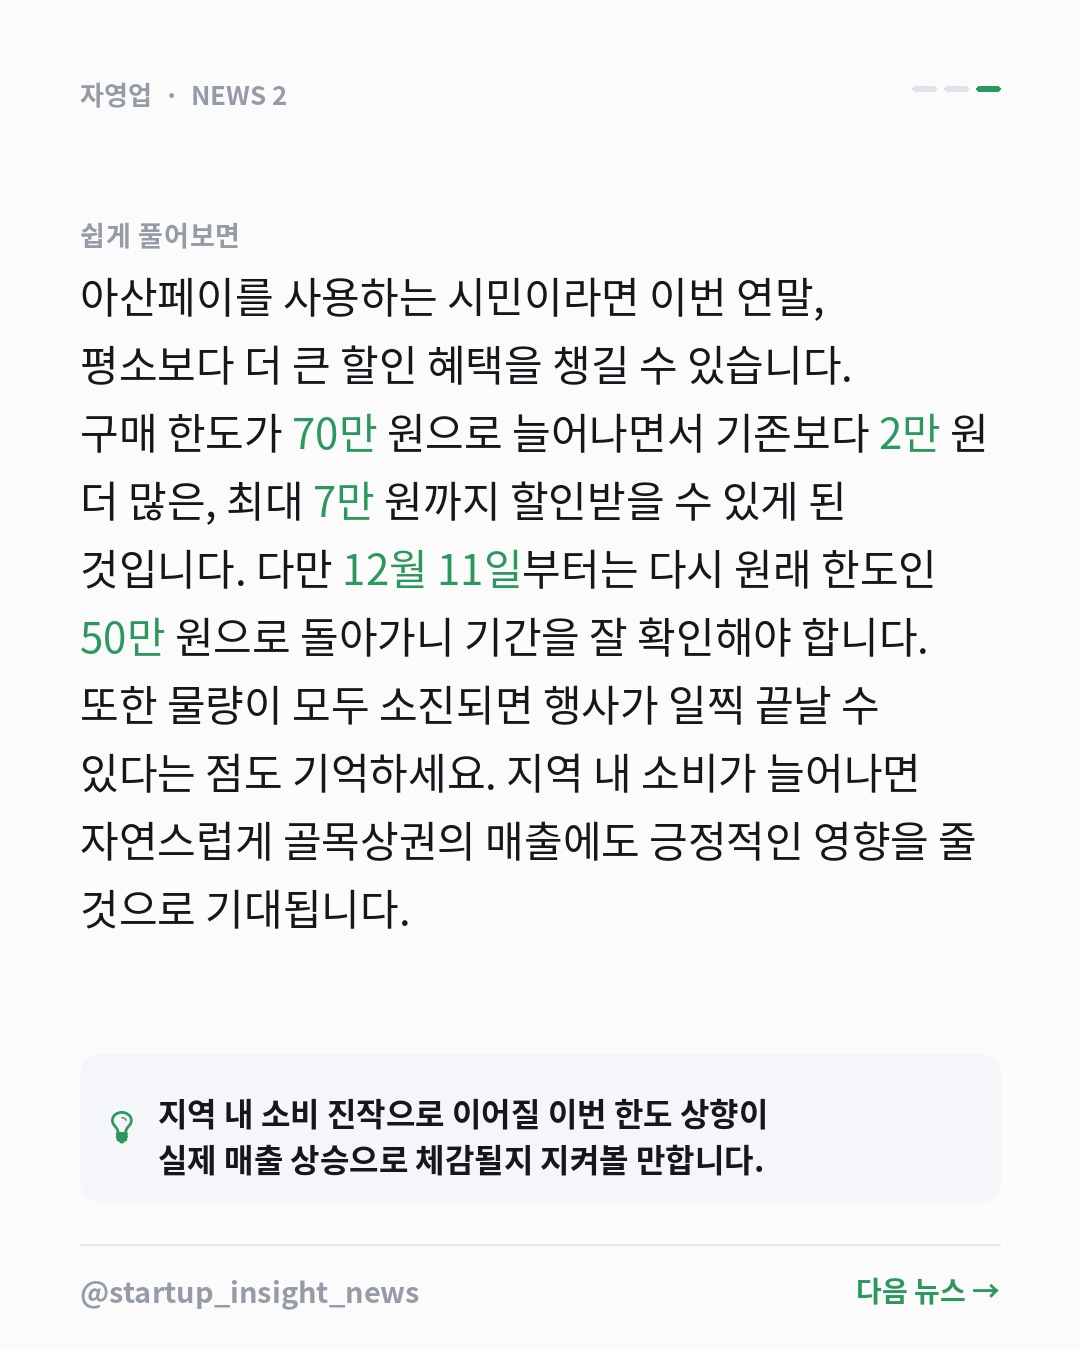 자영업 · NEWS 2
쉽게 풀어보면
아산페이를 사용하는 시민이라면 이번 연말,
평소보다 더 큰 할인 혜택을 챙길 수 있습니다.
구매 한도가 70만 원으로 늘어나면서 기존보다 2만 원
더 많은, 최대 7만 원까지 할인받을 수 있게 된
것입니다. 다만 12월 11일부터는 다시 원래 한도인
50만 원으로 돌아가니 기간을 잘 확인해야 합니다.
또한 물량이 모두 소진되면 행사가 일찍 끝날 수
있다는 점도 기억하세요. 지역 내 소비가 늘어나면
자연스럽게 골목상권의 매출에도 긍정적인 영향을 줄
것으로 기대됩니다.
지역 내 소비 진작으로 이어질 이번 한도 상향이
실제 매출 상승으로 체감될지 지켜볼 만합니다.
@startup_insight_news
다음 뉴스 →